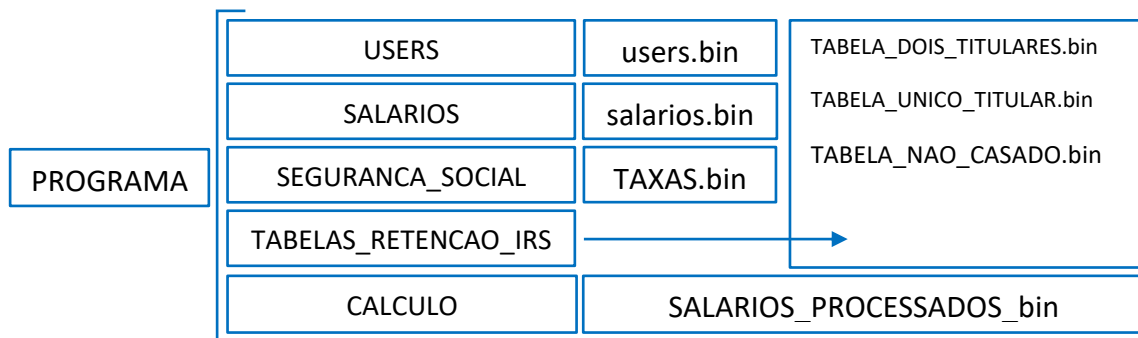 PROGRAMA
USERS
users.bin
SALARIOS
salarios.bin
SEGURANCA_SOCIAL
TAXAS.bin
TABELAS_RETENCAO_IRS
TABELA_DOIS_TITULARES.bin
TABELA_UNICO_TITULAR.bin
TABELA_NAO_CASADO.bin
CALCULO
SALARIOS_PROCESSADOS_bin